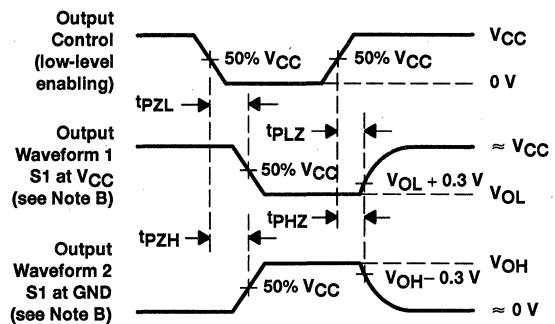 Output
Control
(low-level
enabling)
50% VCC
50% VCC
VCC
0 V
tPZL
tPLZ
Output
Waveform 1
S1 at VCC
(see Note B)
50% VCC
≈ VCC
VOL + 0.3 V
VOL
tPHZ
tPZH
Output
Waveform 2
S1 at GND
(see Note B)
50% VCC
VOH
VOH – 0.3 V
≈ 0 V